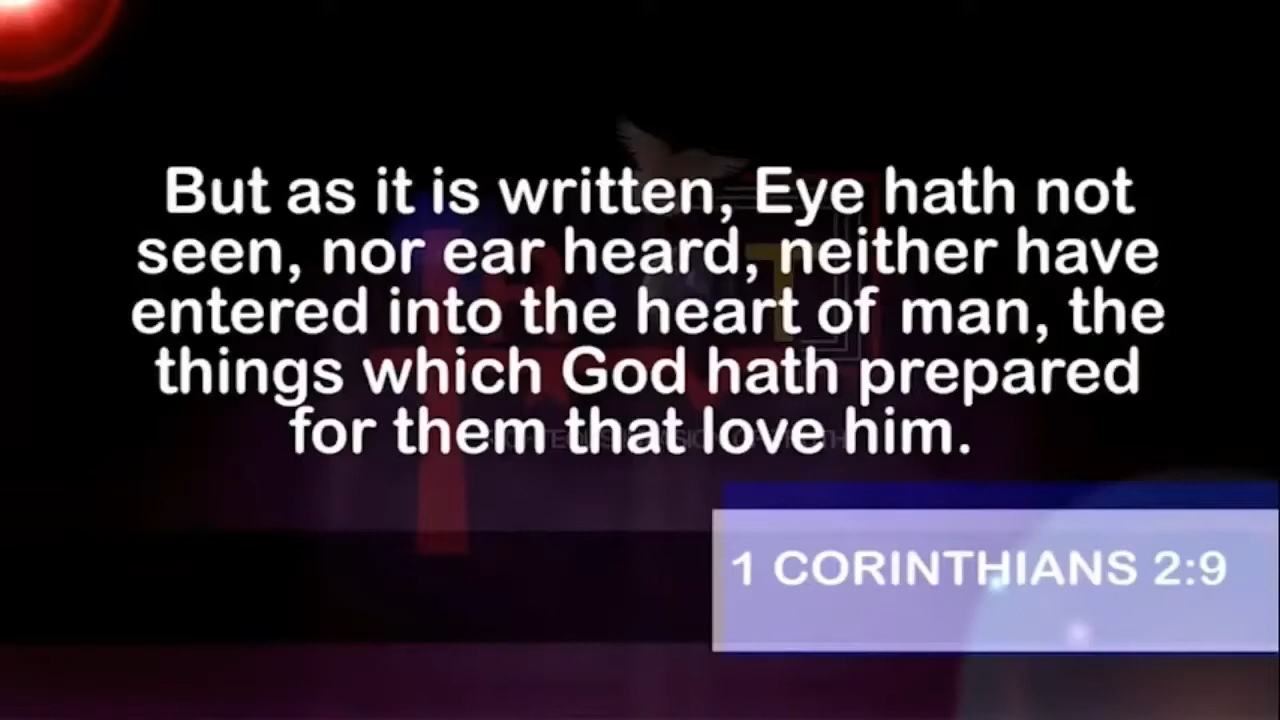 But as it is written, Eye hath not
seen, nor ear heard, neither have
entered into the heart of man, the
things which God hath prepared
for them that love him.
1 CORINTHIANS 2:9